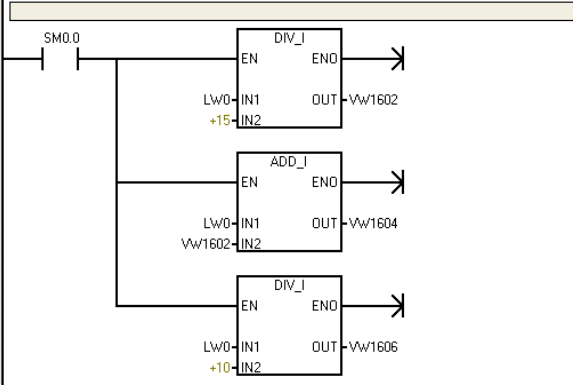 SM0.0
DIV_I
EN ENO
LW0 IN1 OUT VW1602
+15 IN2
ADD_I
EN ENO
LW0 IN1 OUT VW1604
VW1602 IN2
DIV_I
EN ENO
LW0 IN1 OUT VW1606
+10 IN2